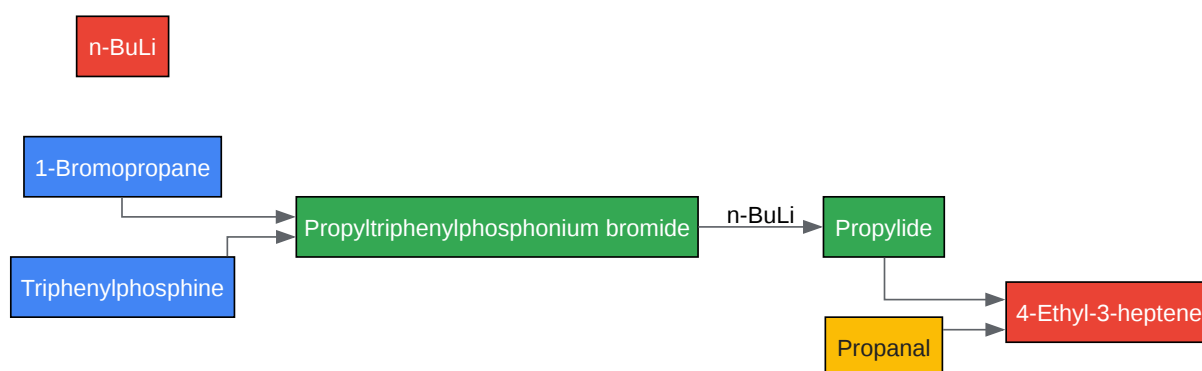 n-BuLi
1-Bromopropane
Triphenylphosphine
Propyltriphenylphosphonium bromide
n-BuLi
Propylide
Propanal
4-Ethyl-3-heptene